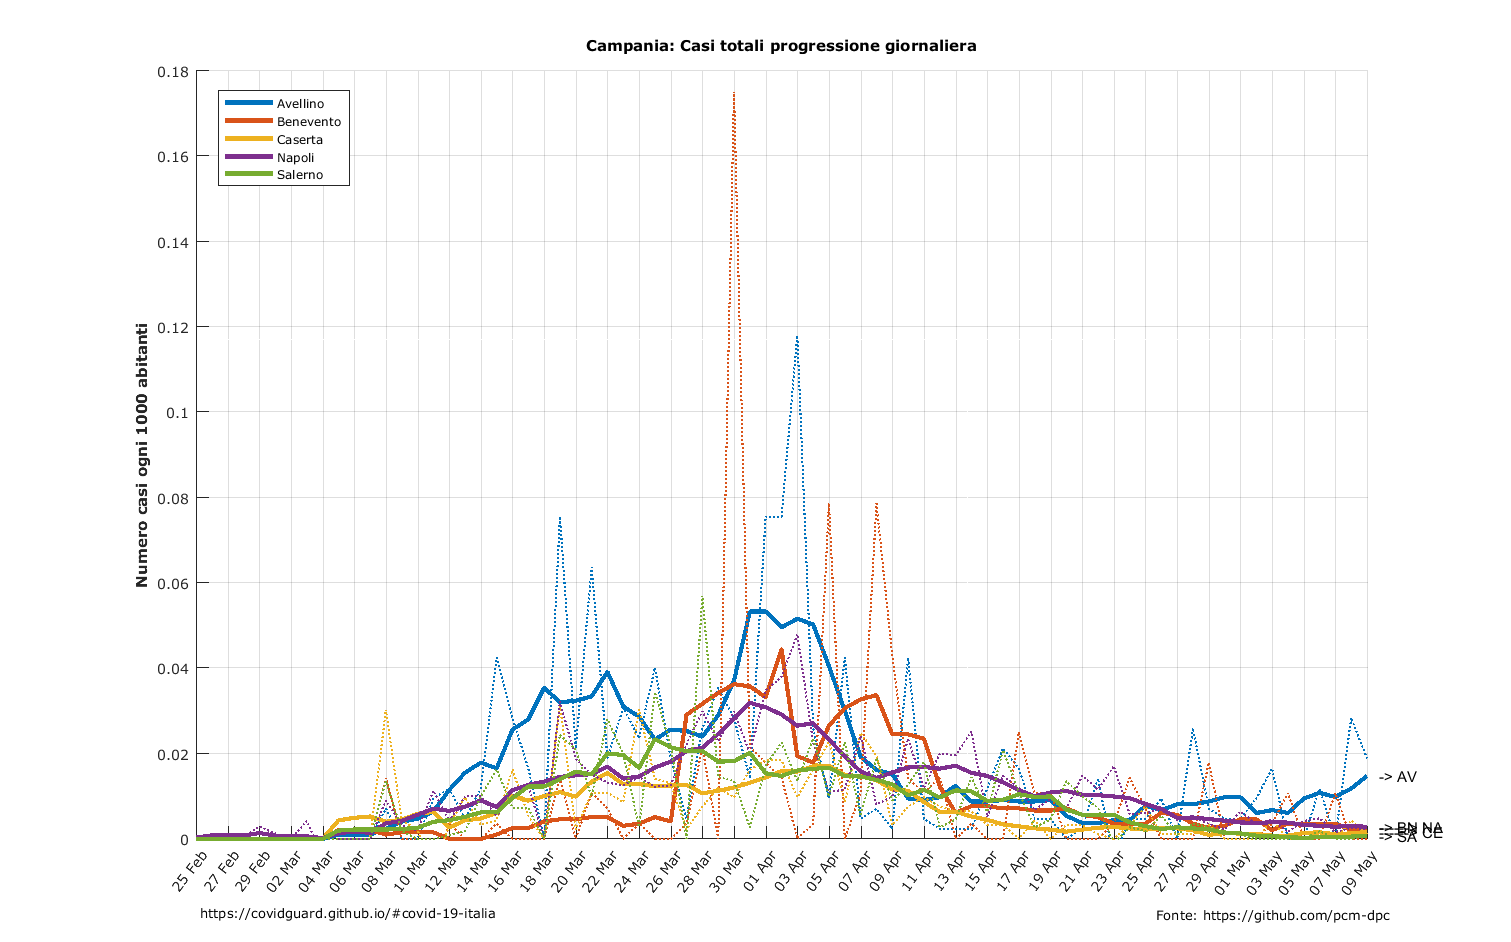 Campania: Casi totali progressione giornaliera
Numero casi ogni 1000 abitanti
0.18
0.16
0.14
0.12
0.1
0.08
0.06
0.04
0.02
0
Avellino
Benevento
Caserta
Napoli
Salerno
-> AV
-> BN NA
CE
-> SA
25 Feb
27 Feb
29 Feb
02 Mar
04 Mar
06 Mar
08 Mar
10 Mar
12 Mar
14 Mar
16 Mar
18 Mar
20 Mar
22 Mar
24 Mar
26 Mar
28 Mar
30 Mar
01 Apr
03 Apr
05 Apr
07 Apr
09 Apr
11 Apr
13 Apr
15 Apr
17 Apr
19 Apr
21 Apr
23 Apr
25 Apr
27 Apr
29 Apr
01 May
03 May
05 May
07 May
09 May
https://covidguard.github.io/#covid-19-italia
Fonte: https://github.com/pcm-dpc